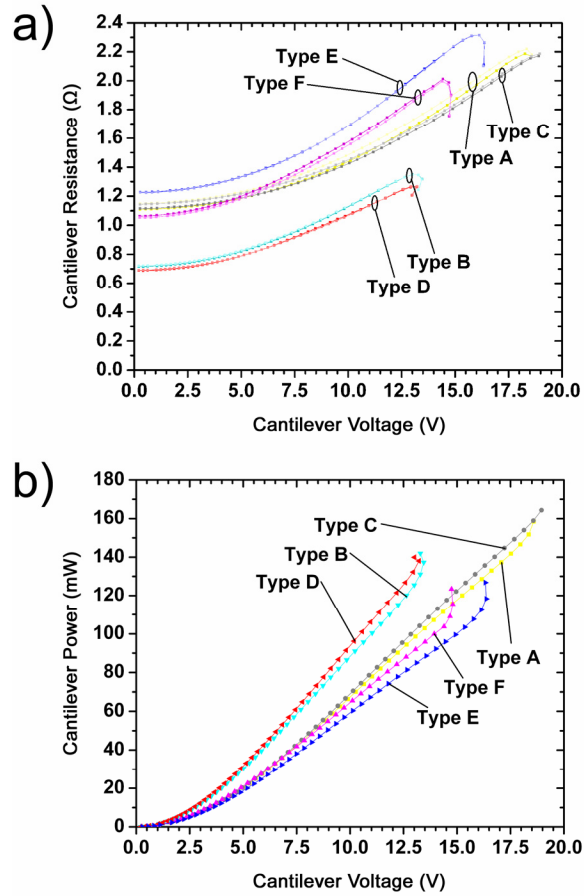 a)
2.4
2.2
2.0
1.8
1.6
1.4
1.2
1.0
0.8
0.6
0.4
0.2
0.0
Cantilever Resistance (Ω)
Type E
Type F
Type C
Type A
Type B
Type D
0.0 2.5 5.0 7.5 10.0 12.5 15.0 17.5 20.0
Cantilever Voltage (V)
b)
180
160
140
120
100
80
60
40
20
0
Cantilever Power (mW)
Type C
Type B
Type D
Type A
Type F
Type E
0.0 2.5 5.0 7.5 10.0 12.5 15.0 17.5 20.0
Cantilever Voltage (V)